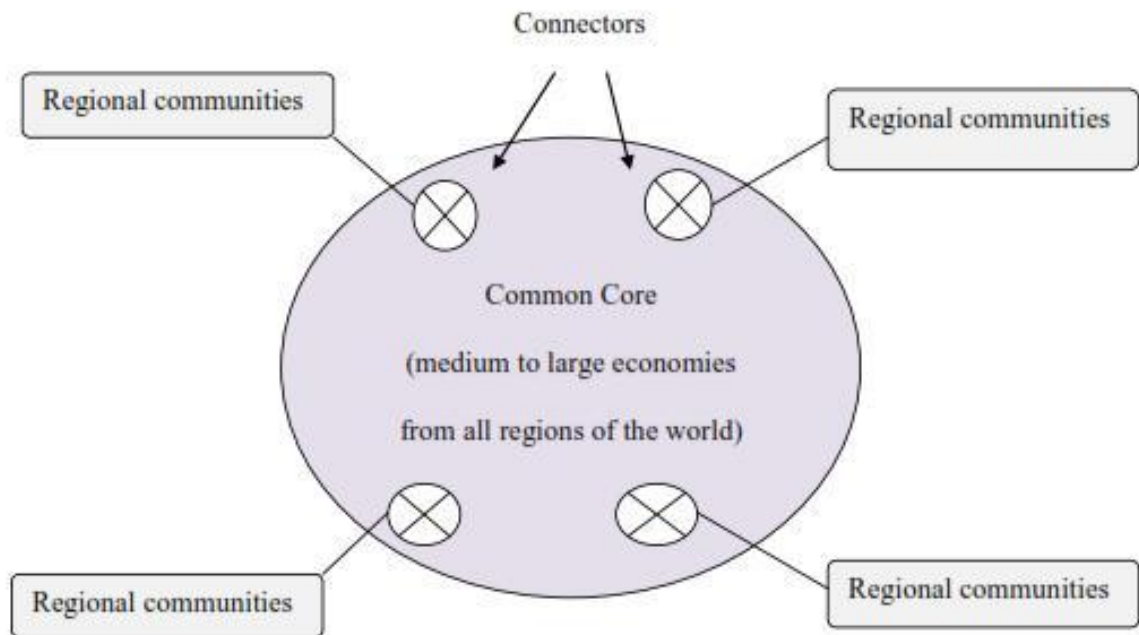 Connectors
Regional communities
Regional communities
Common Core
(medium to large economies
from all regions of the world)
Regional communities
Regional communities